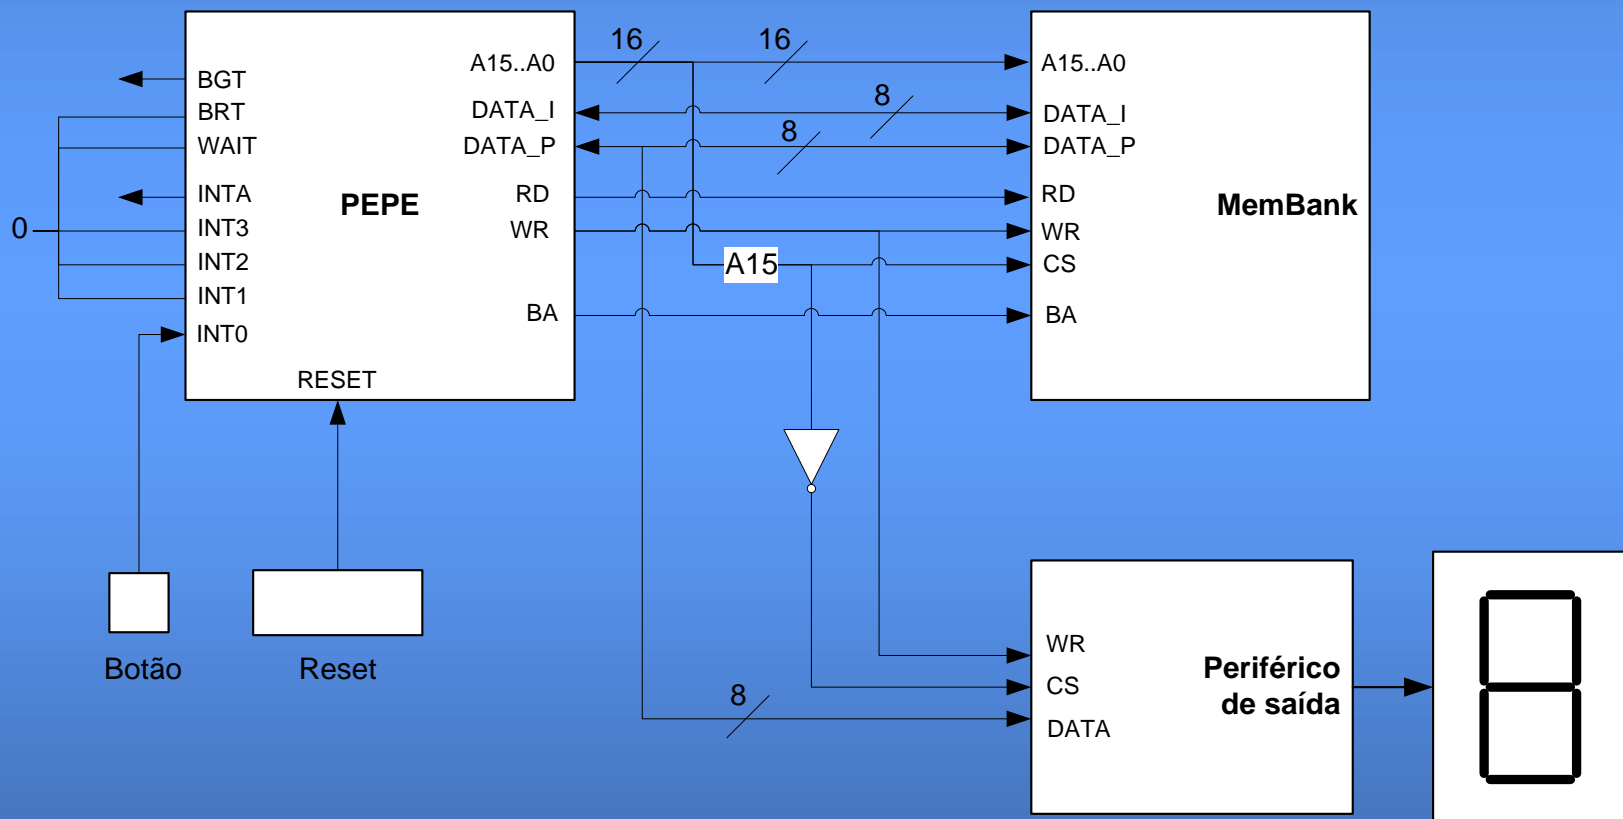 16
16
A15..A0
A15..A0
BGT
8
BRT
DATA_I
DATA_I
8
WAIT
DATA_P
DATA_P
INTA
PEPE
RD
RD
MemBank
0
INT3
WR
WR
INT2
A15
CS
INT1
BA
BA
INT0
RESET
WR
Periférico
de saída
CS
DATA
8
Botão
Reset